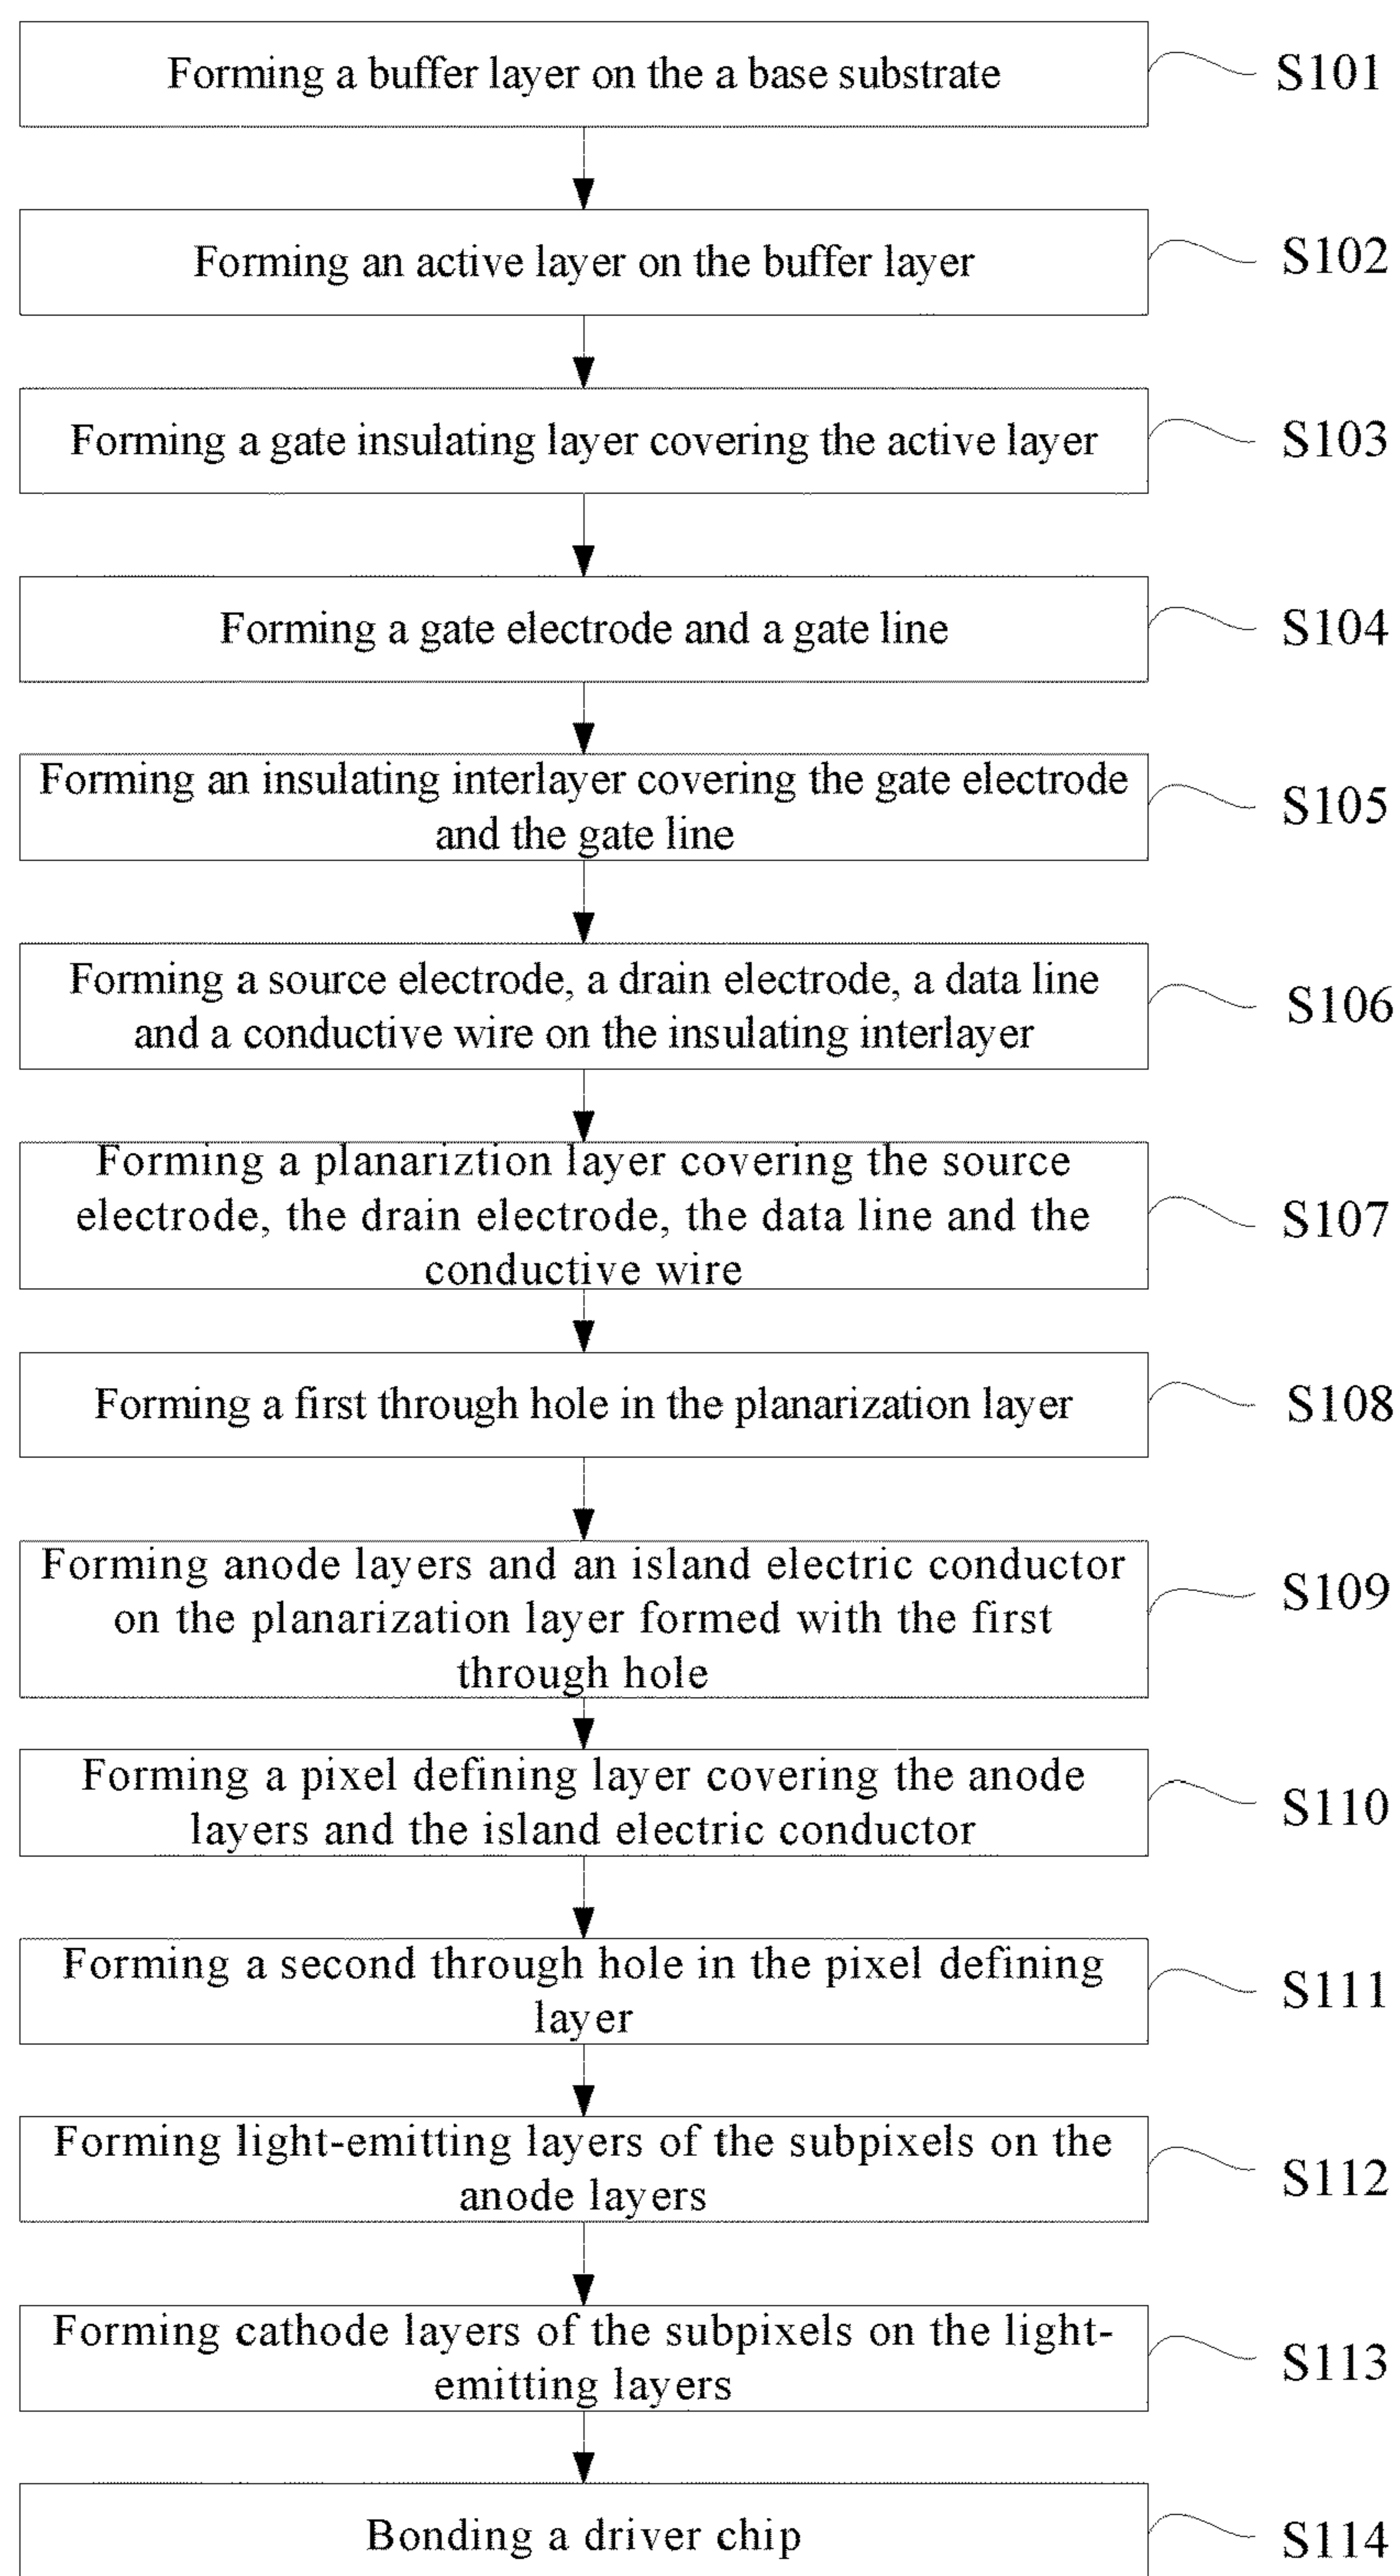 Forming a buffer layer on the a base substrate
S101
Forming an active layer on the buffer layer
S102
Forming a gate insulating layer covering the active layer
S103
Forming a gate electrode and a gate line
S104
Forming an insulating interlayer covering the gate electrode
and the gate line
S105
Forming a source electrode, a drain electrode, a data line
and a conductive wire on the insulating interlayer
S106
Forming a planariztion layer covering the source
electrode, the drain electrode, the data line and the
conductive wire
S107
Forming a first through hole in the planarization layer
S108
Forming anode layers and an island electric conductor
on the planarization layer formed with the first
through hole
S109
Forming a pixel defining layer covering the anode
layers and the island electric conductor
S110
Forming a second through hole in the pixel defining
layer
S111
Forming light-emitting layers of the subpixels on the
anode layers
S112
Forming cathode layers of the subpixels on the light-
emitting layers
S113
Bonding a driver chip
S114